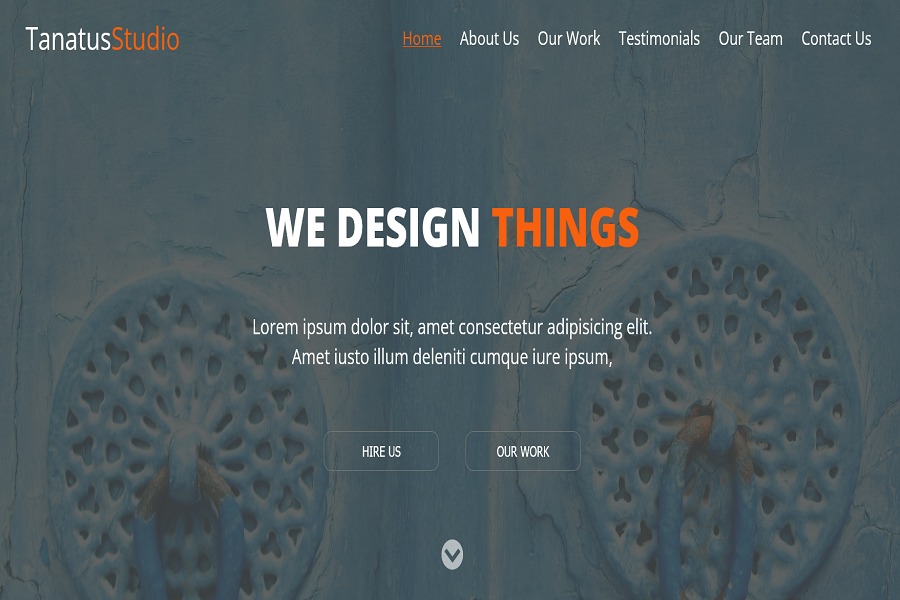 TanatusStudio
Home About Us Our Work Testimonials Our Team Contact Us
WE DESIGN THINGS
Lorem ipsum dolor sit, amet consectetur adipisicing elit.
Amet iusto illum deleniti cumque iure ipsum,
HIRE US OUR WORK